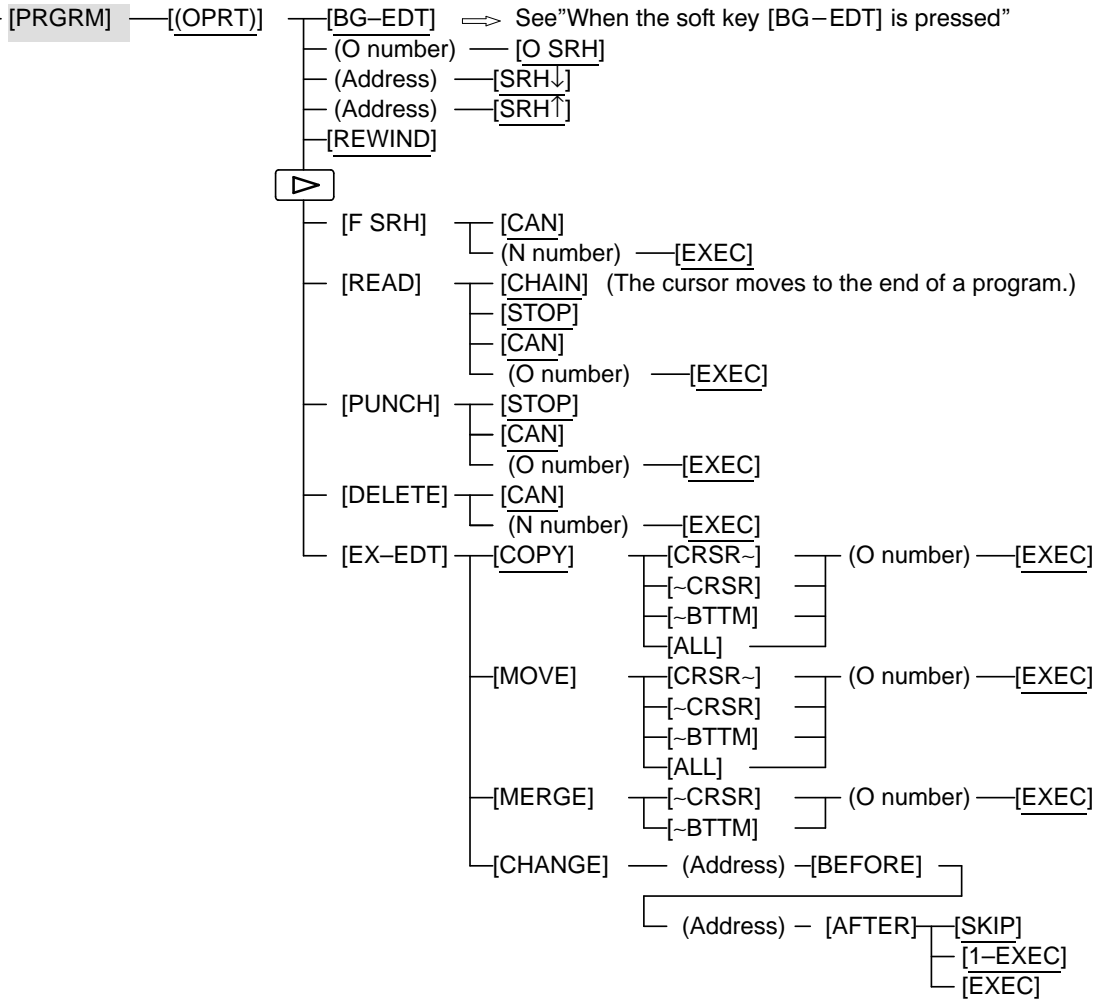 [PRGRM] [(OPRT)] [BG–EDT] ⇒ See”When the soft key [BG−EDT] is pressed”
(O number) [O SRH]
(Address) [SRH↓]
(Address) [SRH↑]
[REWIND]
[F SRH] [CAN]
(N number) [EXEC]
[READ] [CHAIN] (The cursor moves to the end of a program.)
[STOP]
[CAN]
(O number) [EXEC]
[PUNCH] [STOP]
[CAN]
(O number) [EXEC]
[DELETE] [CAN]
(N number) [EXEC]
[EX–EDT] [COPY] [CRSR~] (O number) [EXEC]
[~CRSR]
[~BTTM]
[ALL]
[MOVE] [CRSR~] (O number) [EXEC]
[~CRSR]
[~BTTM]
[ALL]
[MERGE] [~CRSR] (O number) [EXEC]
[~BTTM]
[CHANGE] (Address) [BEFORE]
(Address) [AFTER] [SKIP]
[1–EXEC]
[EXEC]